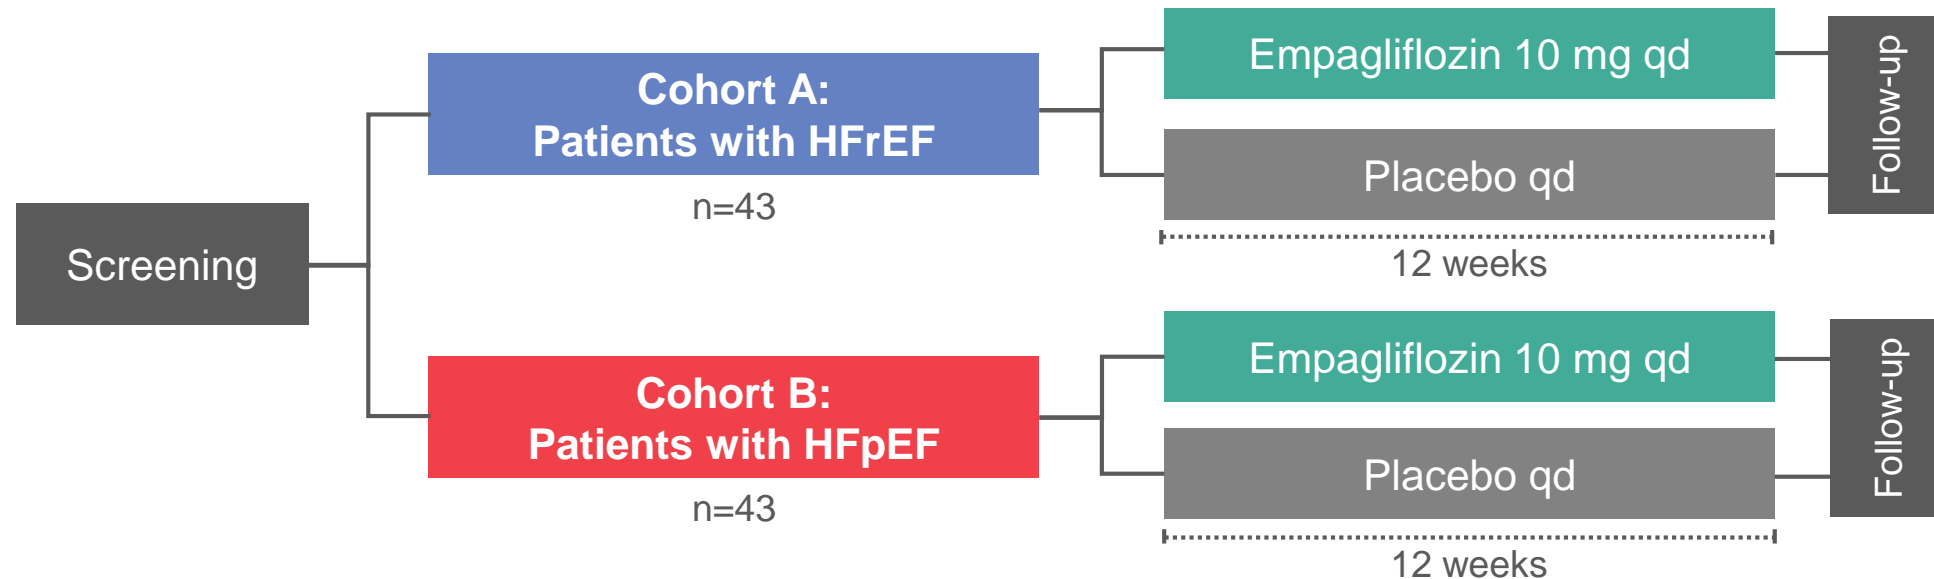 Screening
Cohort A:
Patients with HFrEF
n=43
Empagliflozin 10 mg qd
Placebo qd
12 weeks
Follow-up
Cohort B:
Patients with HFpEF
n=43
Empagliflozin 10 mg qd
Placebo qd
12 weeks
Follow-up